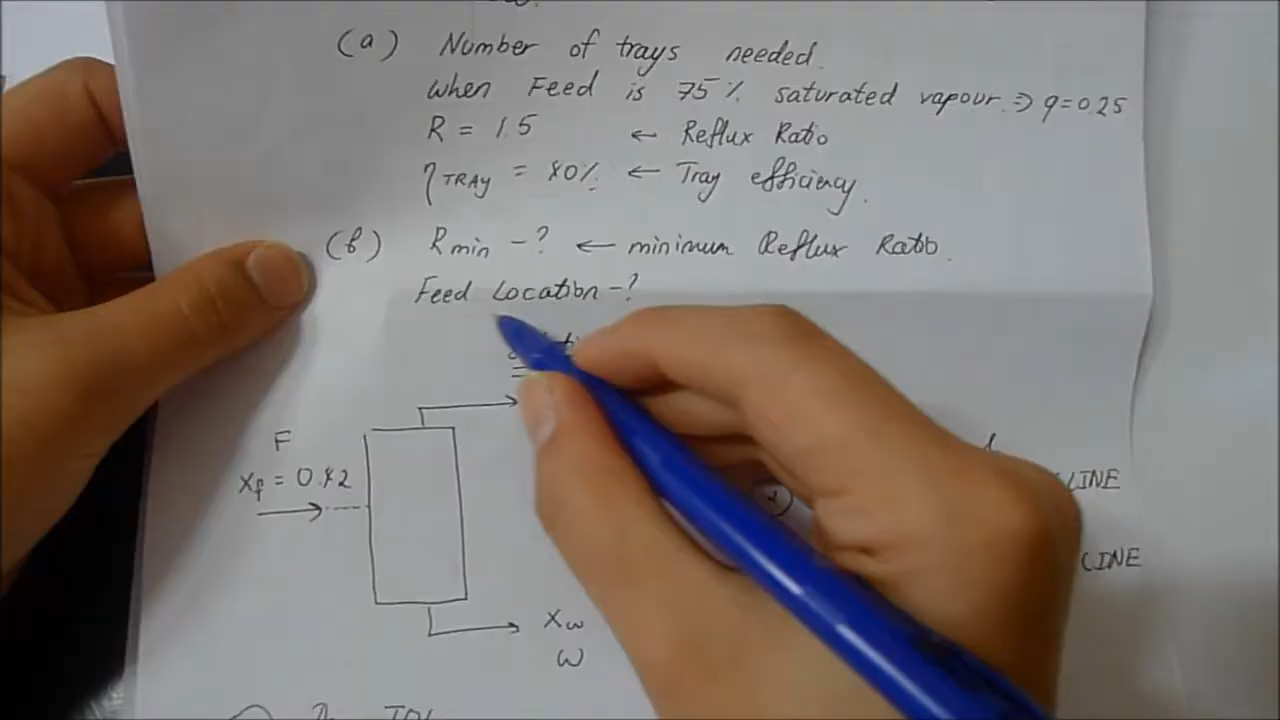 (a) Number of trays needed.
when Feed is 75% saturated vapour. ⇒ q=0.25
R = 1.5 ← Reflux Ratio
η TRAY = 80% ← Tray efficiency.
(b) Rmin -? ← minimum Reflux Ratio.
Feed Location -?
F
xf = 0.42
LINE
LINE
xw
w